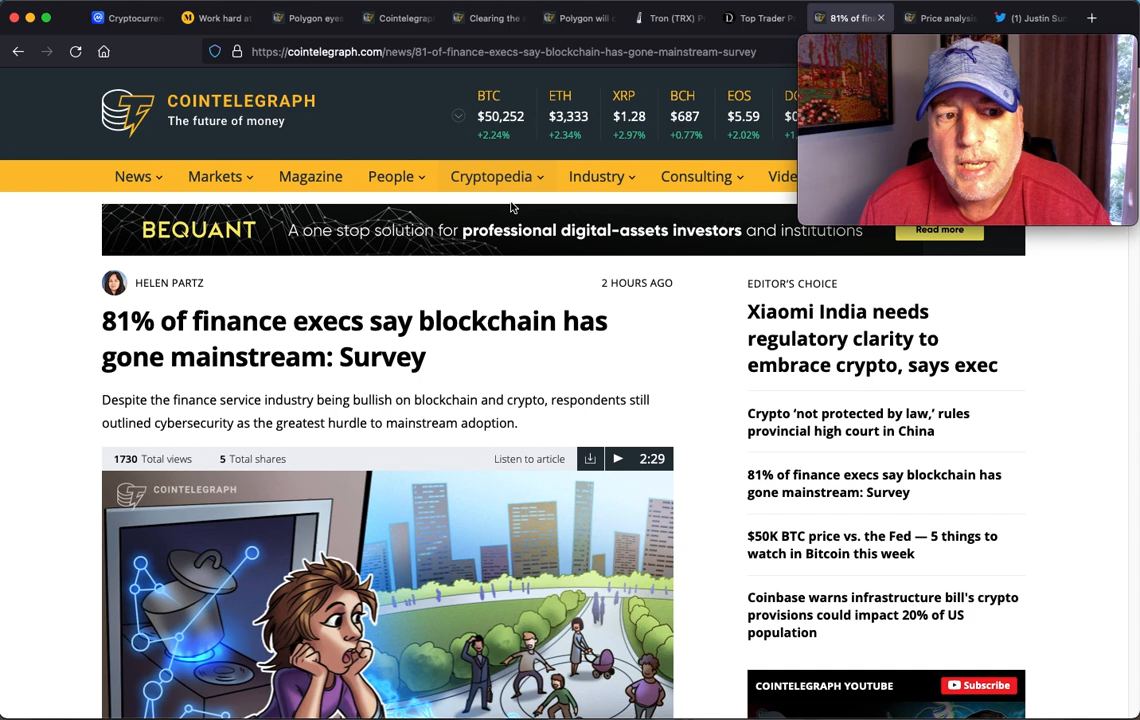 Cryptocurren
Work hard at
Polygon eyes
Cointelegraph
Clearing the
Polygon will
Tron (TRX) P
Top Trader P
81% of fin
Price analysis
(1) Justin Su
https://cointelegraph.com/news/81-of-finance-execs-say-blockchain-has-gone-mainstream-survey
COINTELEGRAPH
The future of money
BTC ETH XRP BCH EOS
$50,252 $3,333 $1.28 $687 $5.59
+2.24% +2.34% +2.97% +0.77% +2.02%
News Markets Magazine People Cryptopedia Industry Consulting Vide
BEQUANT A one stop solution for professional digital-assets investors and institutions Read more
HELEN PARTZ
2 HOURS AGO
81% of finance execs say blockchain has
gone mainstream: Survey
Despite the finance service industry being bullish on blockchain and crypto, respondents still
outlined cybersecurity as the greatest hurdle to mainstream adoption.
1730 Total views 5 Total shares Listen to article 2:29
COINTELEGRAPH
EDITOR'S CHOICE
Xiaomi India needs
regulatory clarity to
embrace crypto, says exec
Crypto ‘not protected by law,’ rules
provincial high court in China
81% of finance execs say blockchain has
gone mainstream: Survey
$50K BTC price vs. the Fed — 5 things to
watch in Bitcoin this week
Coinbase warns infrastructure bill's crypto
provisions could impact 20% of US
population
COINTELEGRAPH YOUTUBE
Subscribe